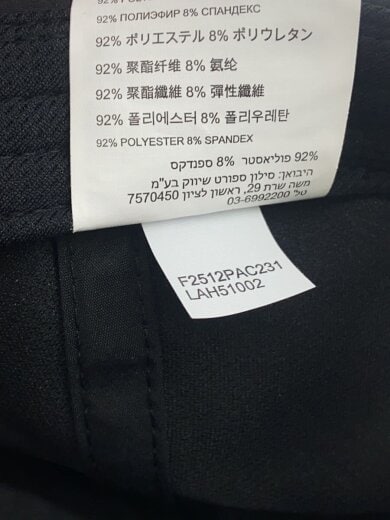 92% ПОЛИЭФИР 8% СПАНДЕКС
92% ポリエステル 8% ポリウレタン
92% 聚酯纤维 8% 氨纶
92% 聚酯纖維 8% 彈性纖維
92% 폴리에스터 8% 폴리우레탄
92% POLYESTER 8% SPANDEX
92% פוליאסטר 8% ספנדקס
היבואן: סילון ספורט שיווק בע"מ
משה שרת 29, ראשון לציון 7570450
טל' 03-6992200
F2512PAC231
LAH51002